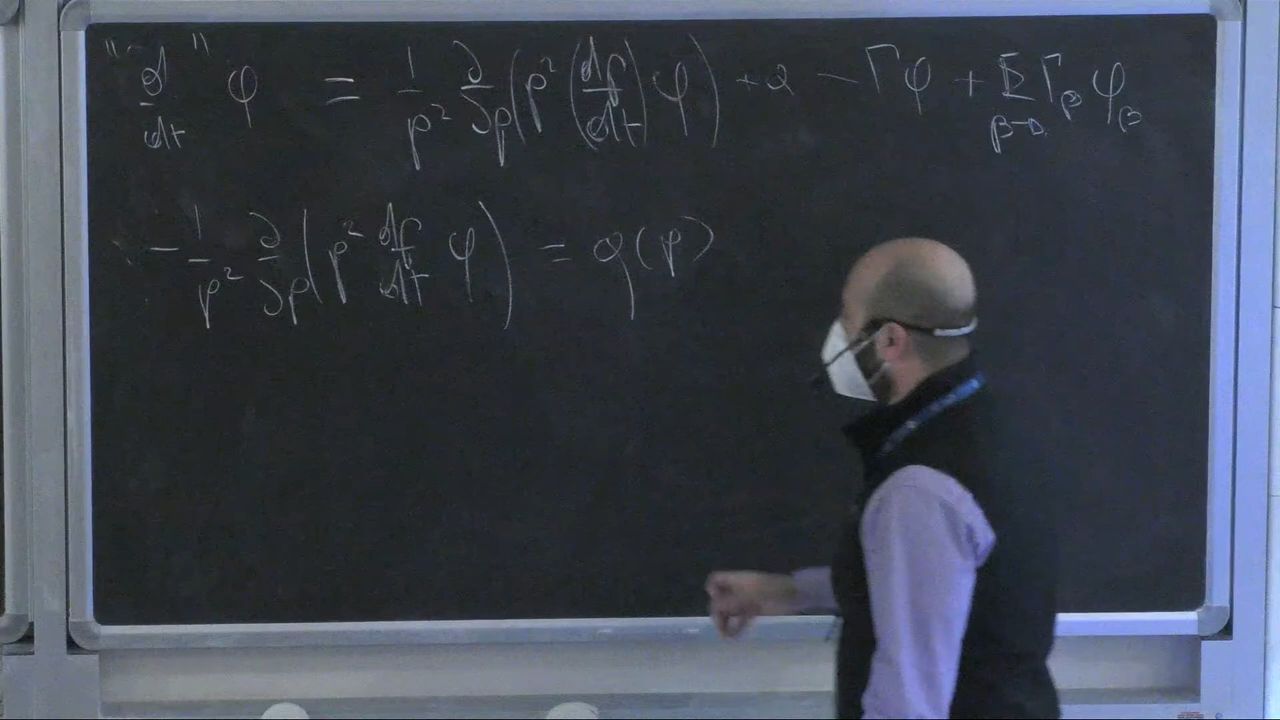 " d/dt " φ = 1/p² ∂/∂p (p² (dp/dt) φ) + Q − Γφ + Σ_{β→α} Γ_β φ_β
− 1/p² ∂/∂p (p² dp/dt φ) = q(p)